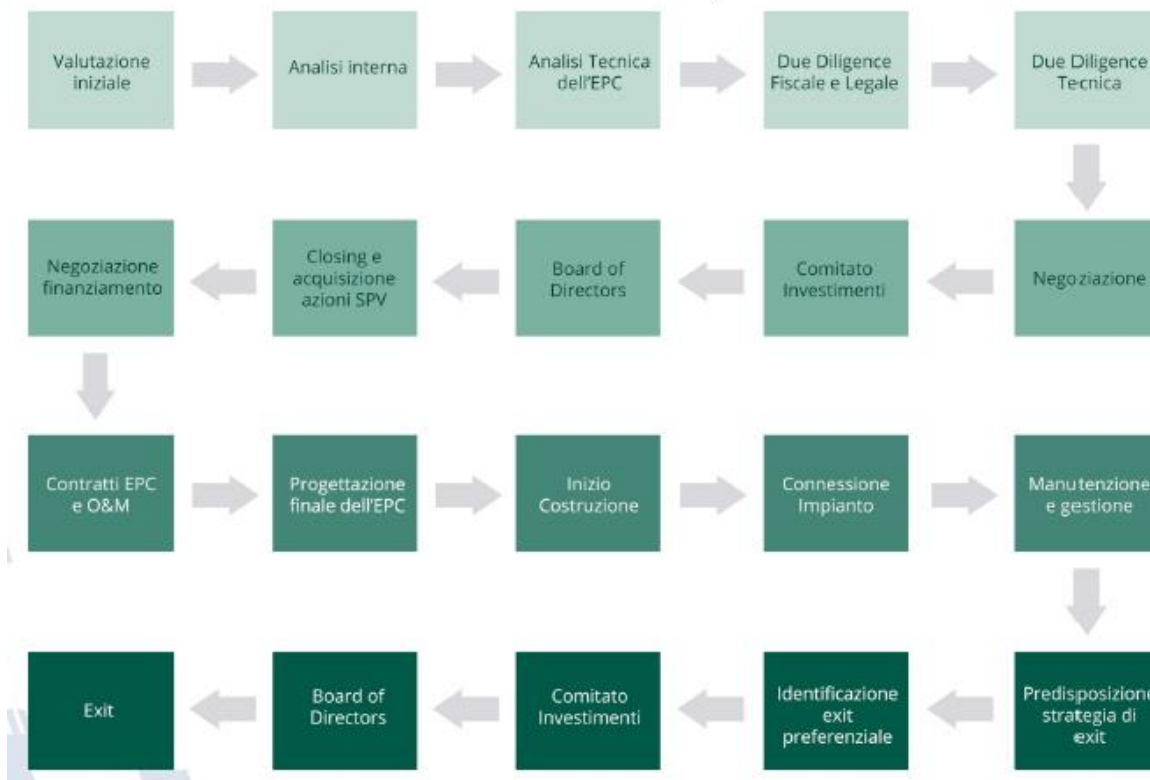 Valutazione
iniziale
Analisi interna
Analisi Tecnica
dell'EPC
Due Diligence
Fiscale e Legale
Due Diligence
Tecnica
Negoziazione
finanziamento
Closing e
acquisizione
azioni SPV
Board of
Directors
Comitato
Investimenti
Negoziazione
Contratti EPC
e O&M
Progettazione
finale dell'EPC
Inizio
Costruzione
Connessione
Impianto
Manutenzione
e gestione
Exit
Board of
Directors
Comitato
Investimenti
Identificazione
exit
preferenziale
Predisposizione
strategia di
exit